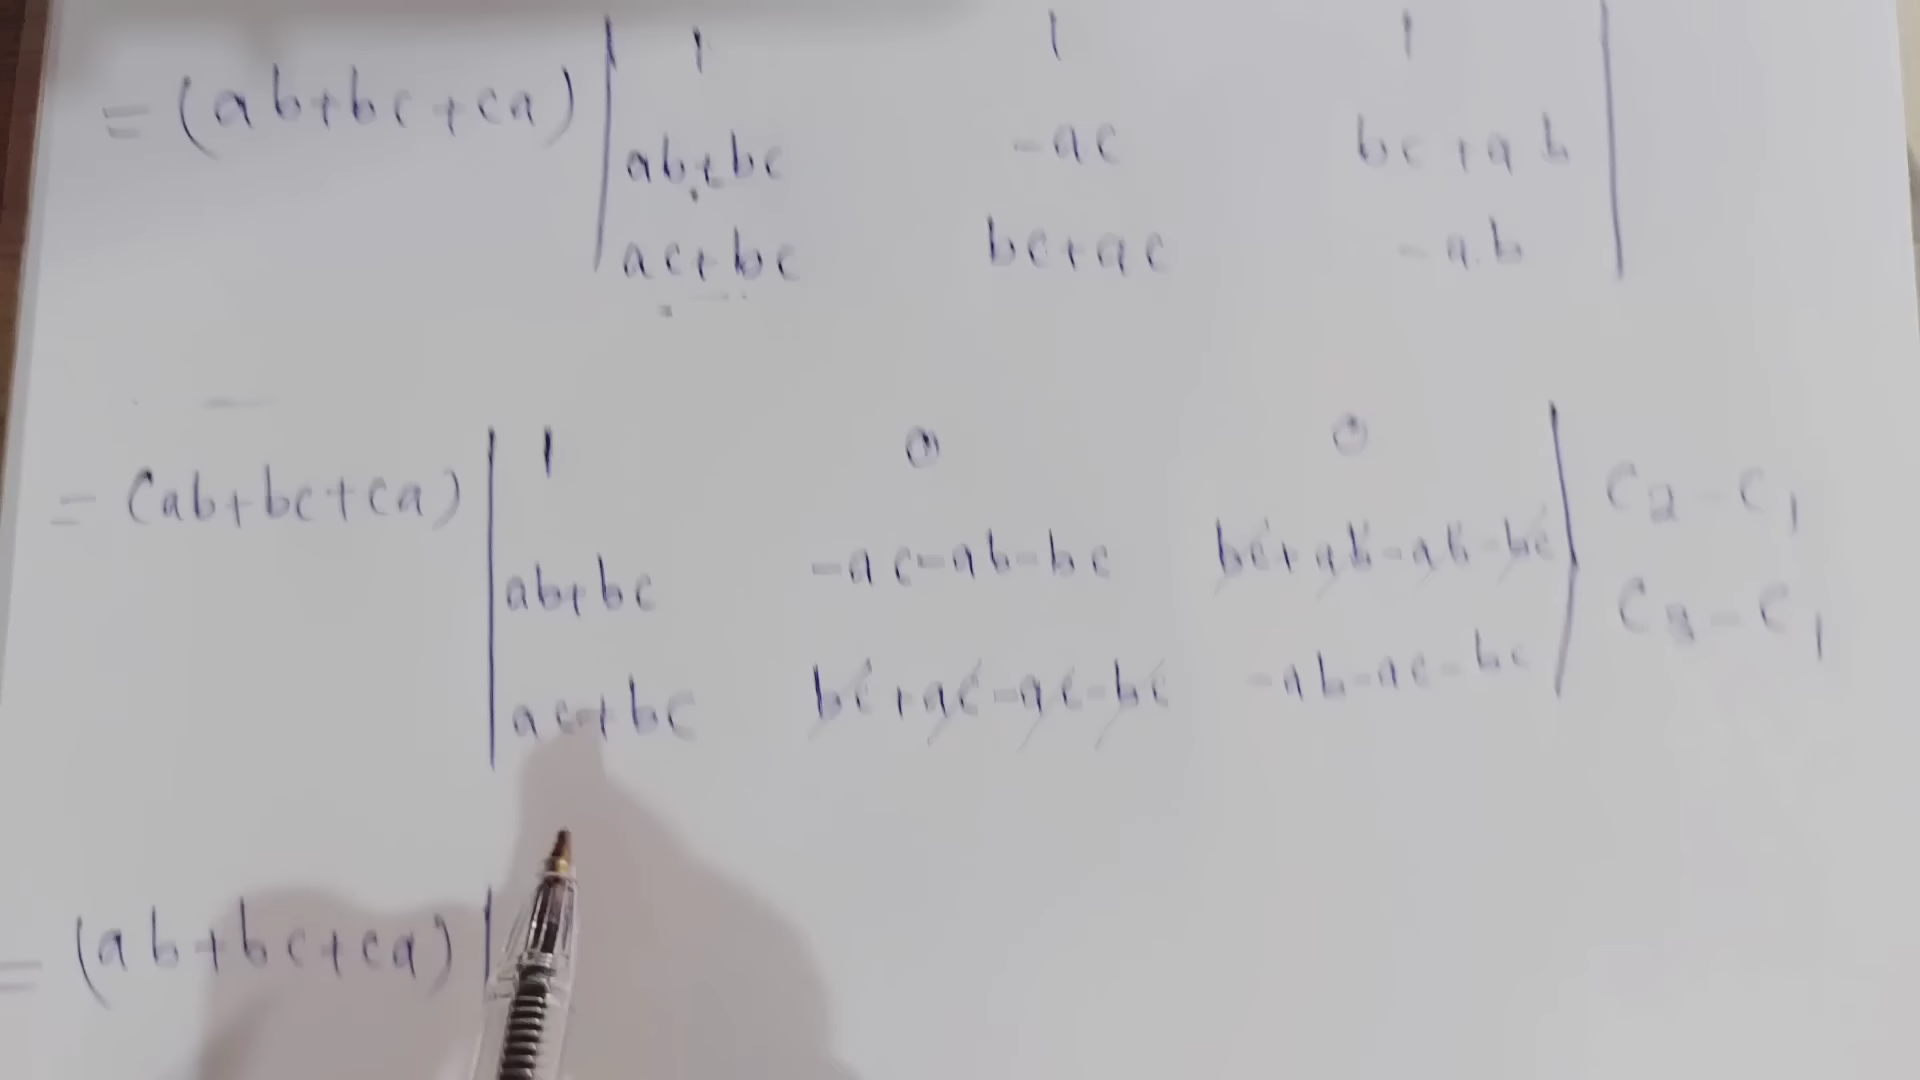 = (ab+bc+ca) | 1 1 1 |
ab+bc -ac bc+ab
ac+bc bc+ac -ab
= (ab+bc+ca) | 1 0 0 | C2-C1
ab+bc -ac-ab-bc bc+ab-ab-bc C3-C1
ac+bc bc+ac-ac-bc -ab-ac-bc
= (ab+bc+ca) |